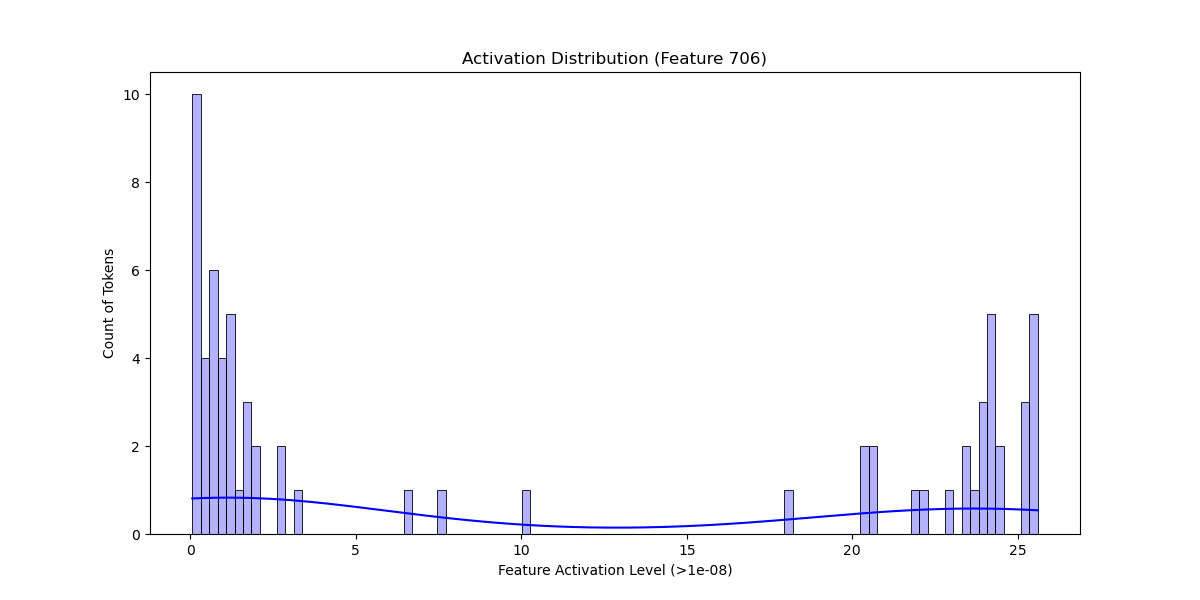 Activation Distribution (Feature 706)
10
8
6
4
2
0
Count of Tokens
0 5 10 15 20 25
Feature Activation Level (>1e-08)